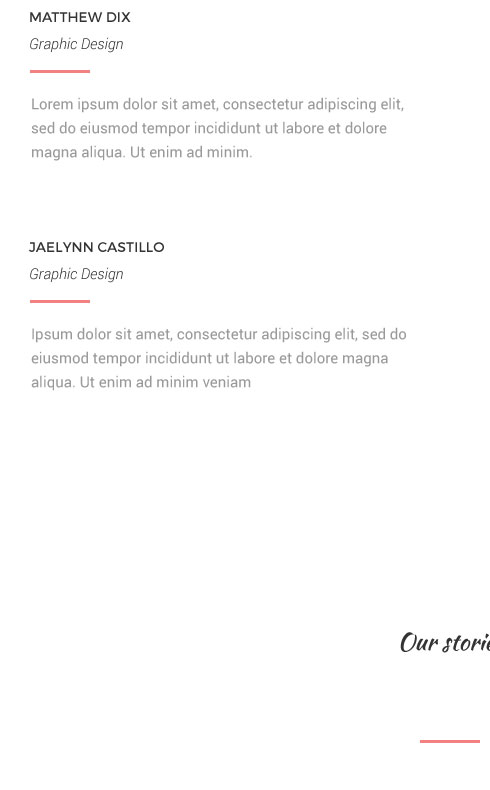 MATTHEW DIX
Graphic Design
Lorem ipsum dolor sit amet, consectetur adipiscing elit,
sed do eiusmod tempor incididunt ut labore et dolore
magna aliqua. Ut enim ad minim.
JAELYNN CASTILLO
Graphic Design
Ipsum dolor sit amet, consectetur adipiscing elit, sed do
eiusmod tempor incididunt ut labore et dolore magna
aliqua. Ut enim ad minim veniam
Our storie